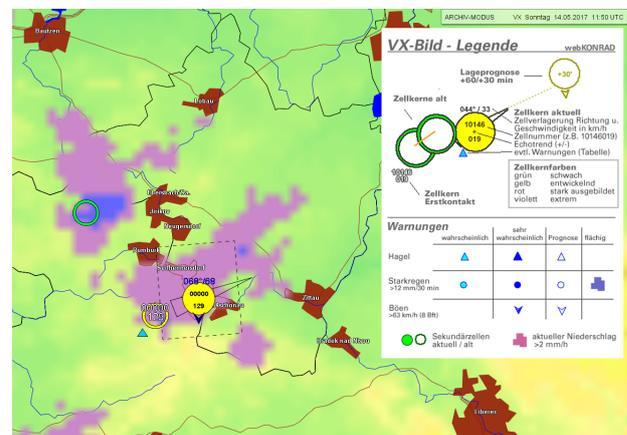 ARCHIV-MODUS VX Sonntag 14.05.2017 11:50 UTC
Bautzen
VX-Bild - Legende webKONRAD
Lageprognose
+60/+30 min
+30'
Zellkerne alt
044° / 33
10146
+
019
Zellkern aktuell
Zellverlagerung Richtung u.
Geschwindigkeit in km/h
Zellnummer (z.B. 10146019)
Echotrend (+/-)
evtl. Warnungen (Tabelle)
10146
019
Zellkern
Erstkontakt
Zellkernfarben
grün schwach
gelb entwickelnd
rot stark ausgebildet
violett extrem
Löbau
Jirikov
Neugersdorf
Rumburk
068°/69
00000
129
00000
129
Zittau
Hradek nad Nisou
Liberec
Warnungen
wahrscheinlich
sehr
wahrscheinlich
Prognose
flächig
Hagel
Starkregen
>12 mm/30 min
Böen
>63 km/h (8 Bft)
Sekundärzellen
aktuell / alt
aktueller Niederschlag
>2 mm/h